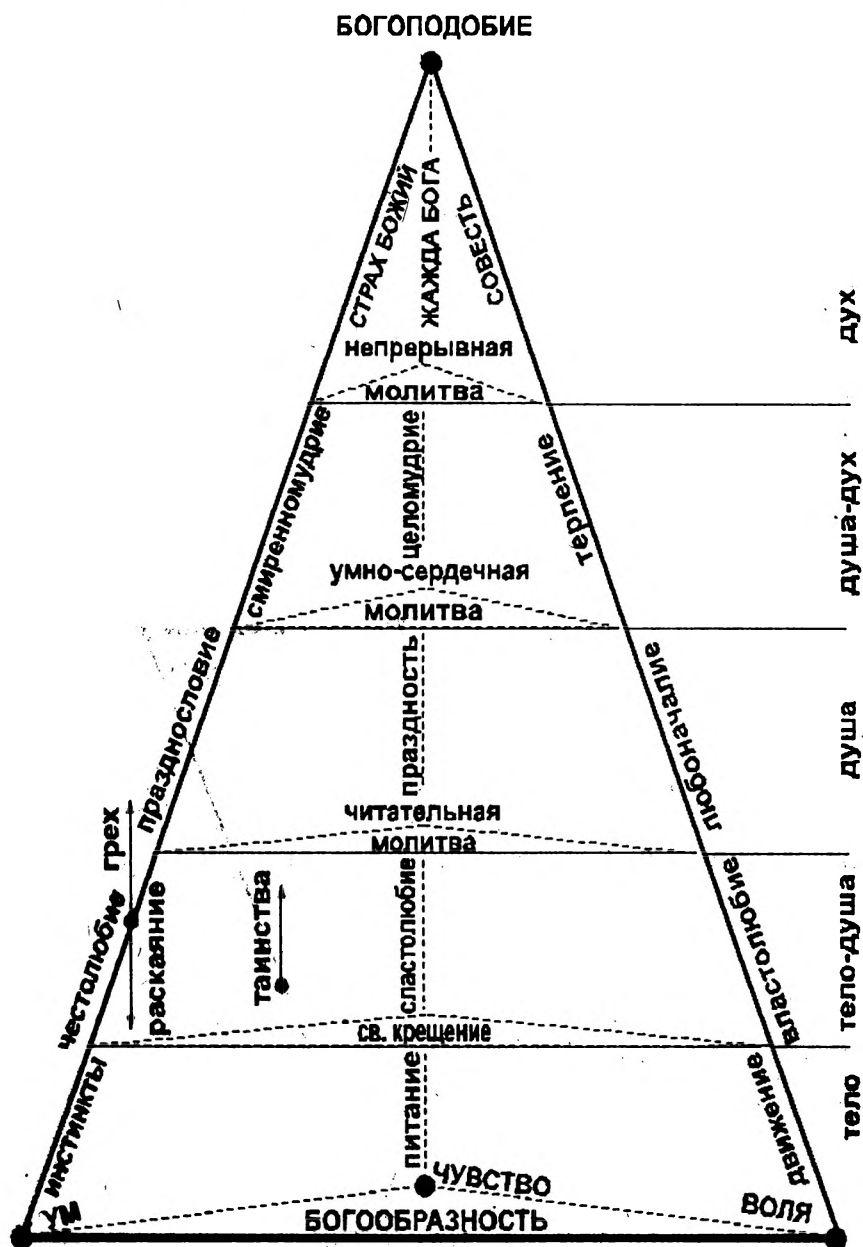 БОГОПОДОБИЕ
СТРАХ БОЖИЙ
ЖАЖДА БОГА
СОВЕСТЬ
непрерывная
молитва
дух
смиренномудрие
целомудрие
терпение
умно-сердечная
молитва
душа-дух
празднословие
праздность
любоначалие
читательная
молитва
душа
грех
честолюбие
раскаяние
таинства
сластолюбие
властолюбие
св. крещение
тело-душа
инстинкты
питание
движение
тело
УМ
ЧУВСТВО
ВОЛЯ
БОГООБРАЗНОСТЬ